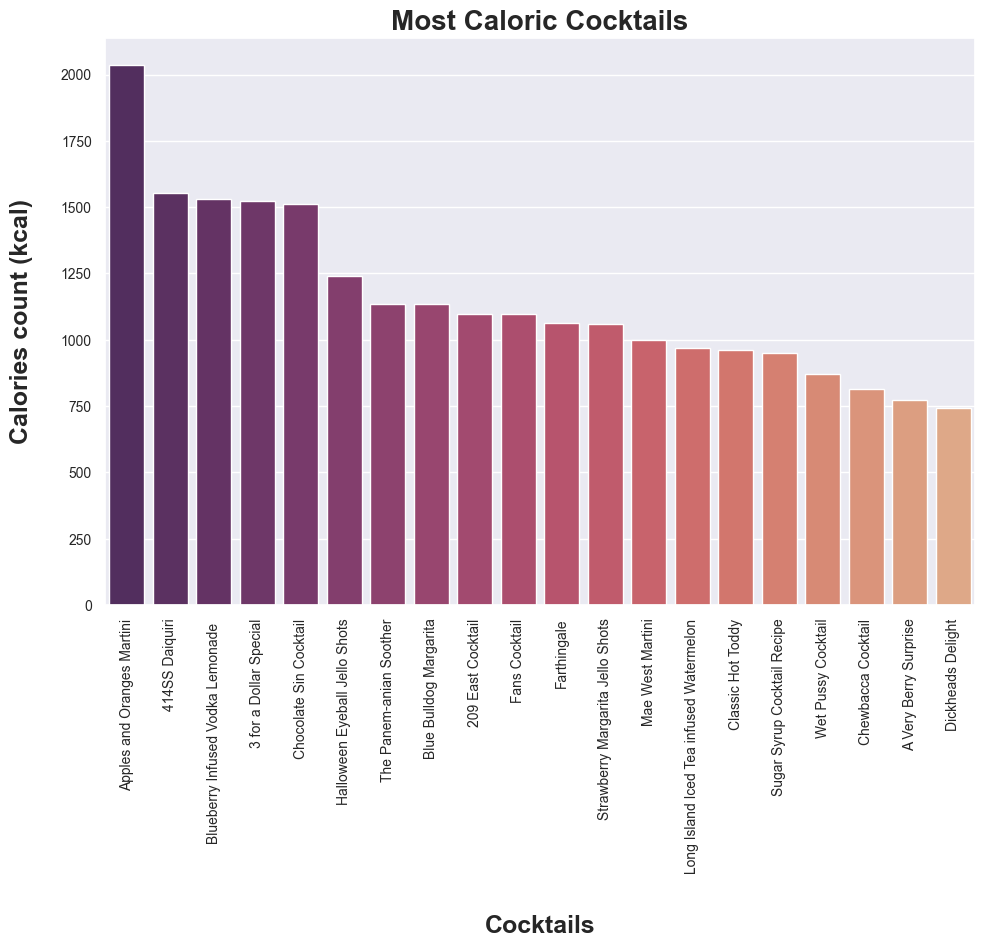 Most Caloric Cocktails
Calories count (kcal)
2000
1750
1500
1250
1000
750
500
250
0
Apples and Oranges Martini
414SS Daiquiri
Blueberry Infused Vodka Lemonade
3 for a Dollar Special
Chocolate Sin Cocktail
Halloween Eyeball Jello Shots
The Panem-anian Soother
Blue Bulldog Margarita
209 East Cocktail
Fans Cocktail
Farthingale
Strawberry Margarita Jello Shots
Mae West Martini
Long Island Iced Tea infused Watermelon
Classic Hot Toddy
Sugar Syrup Cocktail Recipe
Wet Pussy Cocktail
Chewbacca Cocktail
A Very Berry Surprise
Dickheads Delight
Cocktails